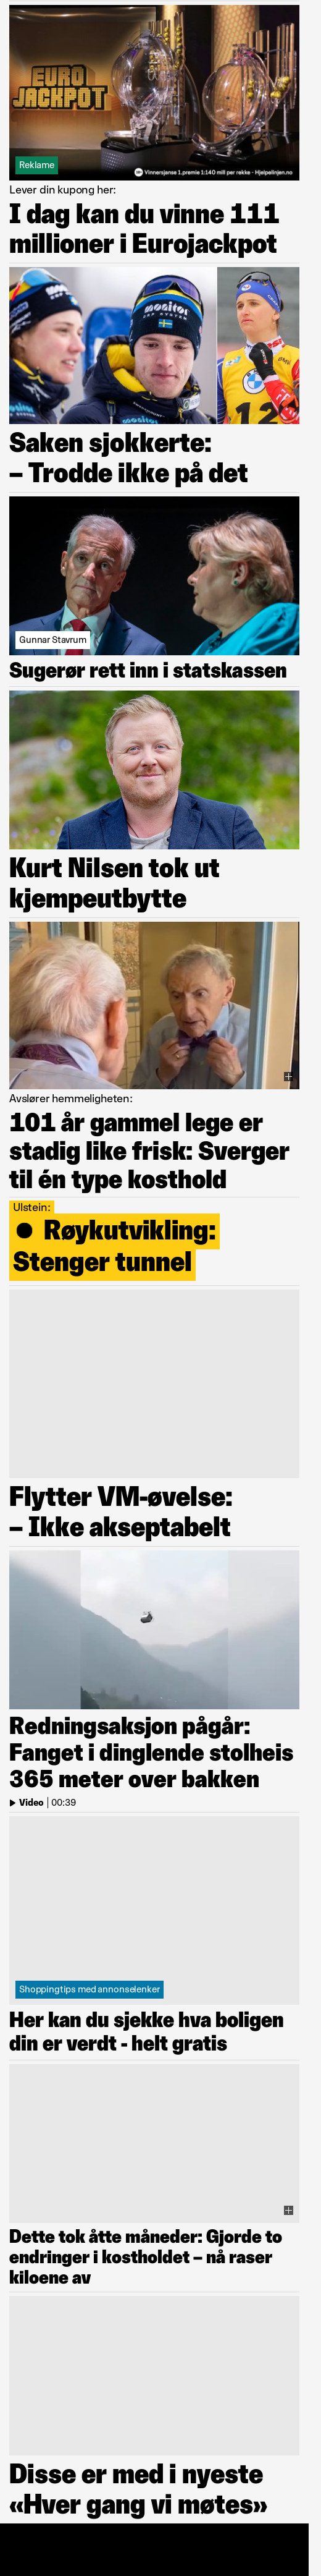 EURO
JACKPOT
Reklame
Vinnersjanse 1.premie 1:140 mill per rekke - Hjelpelinjen.no
Lever din kupong her:
I dag kan du vinne 111
millioner i Eurojackpot
Saken sjokkerte:
– Trodde ikke på det
Gunnar Stavrum
Sugerør rett inn i statskassen
Kurt Nilsen tok ut
kjempeutbytte
Avslører hemmeligheten:
101 år gammel lege er
stadig like frisk: Sverger
til én type kosthold
Ulstein:
Røykutvikling:
Stenger tunnel
Flytter VM-øvelse:
– Ikke akseptabelt
Redningsaksjon pågår:
Fanget i dinglende stolheis
365 meter over bakken
Video | 00:39
Shoppingtips med annonselenker
Her kan du sjekke hva boligen
din er verdt - helt gratis
Dette tok åtte måneder: Gjorde to
endringer i kostholdet – nå raser
kiloene av
Disse er med i nyeste
«Hver gang vi møtes»